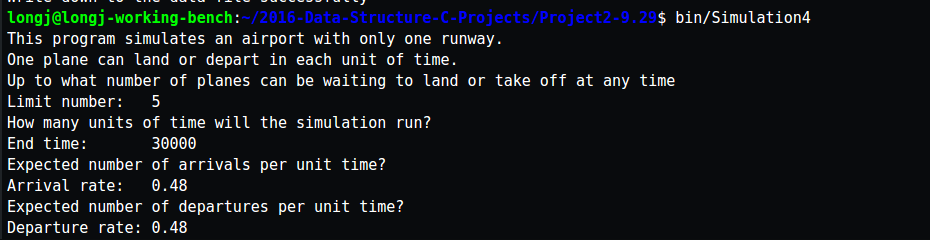 write down to the data file successfully
longj@longj-working-bench:~/2016-Data-Structure-C-Projects/Project2-9.29$ bin/Simulation4
This program simulates an airport with only one runway.
One plane can land or depart in each unit of time.
Up to what number of planes can be waiting to land or take off at any time
Limit number:   5
How many units of time will the simulation run?
End time:       30000
Expected number of arrivals per unit time?
Arrival rate:   0.48
Expected number of departures per unit time?
Departure rate: 0.48